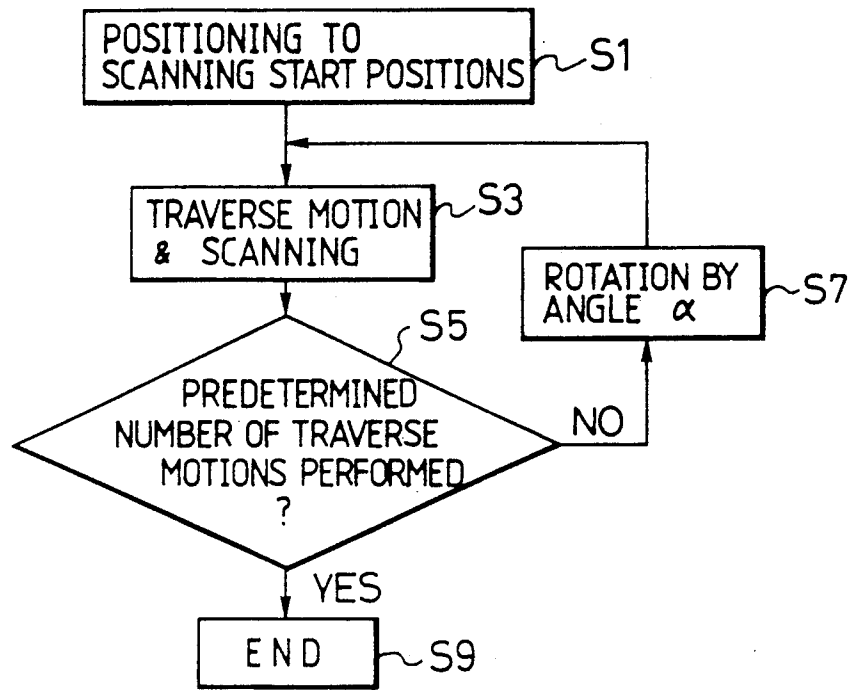 POSITIONING TO
SCANNING START POSITIONS
S1
TRAVERSE MOTION
& SCANNING
S3
ROTATION BY
ANGLE α
S7
S5
PREDETERMINED
NUMBER OF TRAVERSE
MOTIONS PERFORMED
?
NO
YES
END
S9